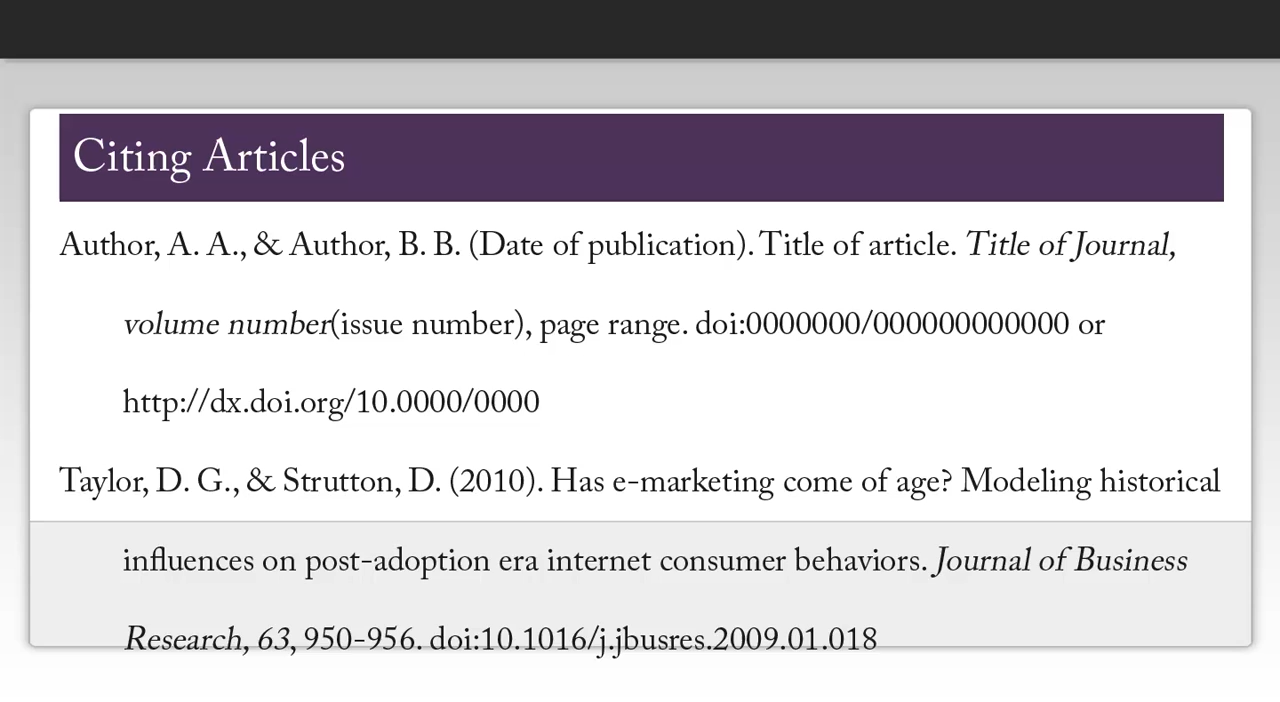 Citing Articles
Author, A. A., & Author, B. B. (Date of publication). Title of article. Title of Journal,
volume number(issue number), page range. doi:0000000/000000000000 or
http://dx.doi.org/10.0000/0000
Taylor, D. G., & Strutton, D. (2010). Has e-marketing come of age? Modeling historical
influences on post-adoption era internet consumer behaviors. Journal of Business
Research, 63, 950-956. doi:10.1016/j.jbusres.2009.01.018